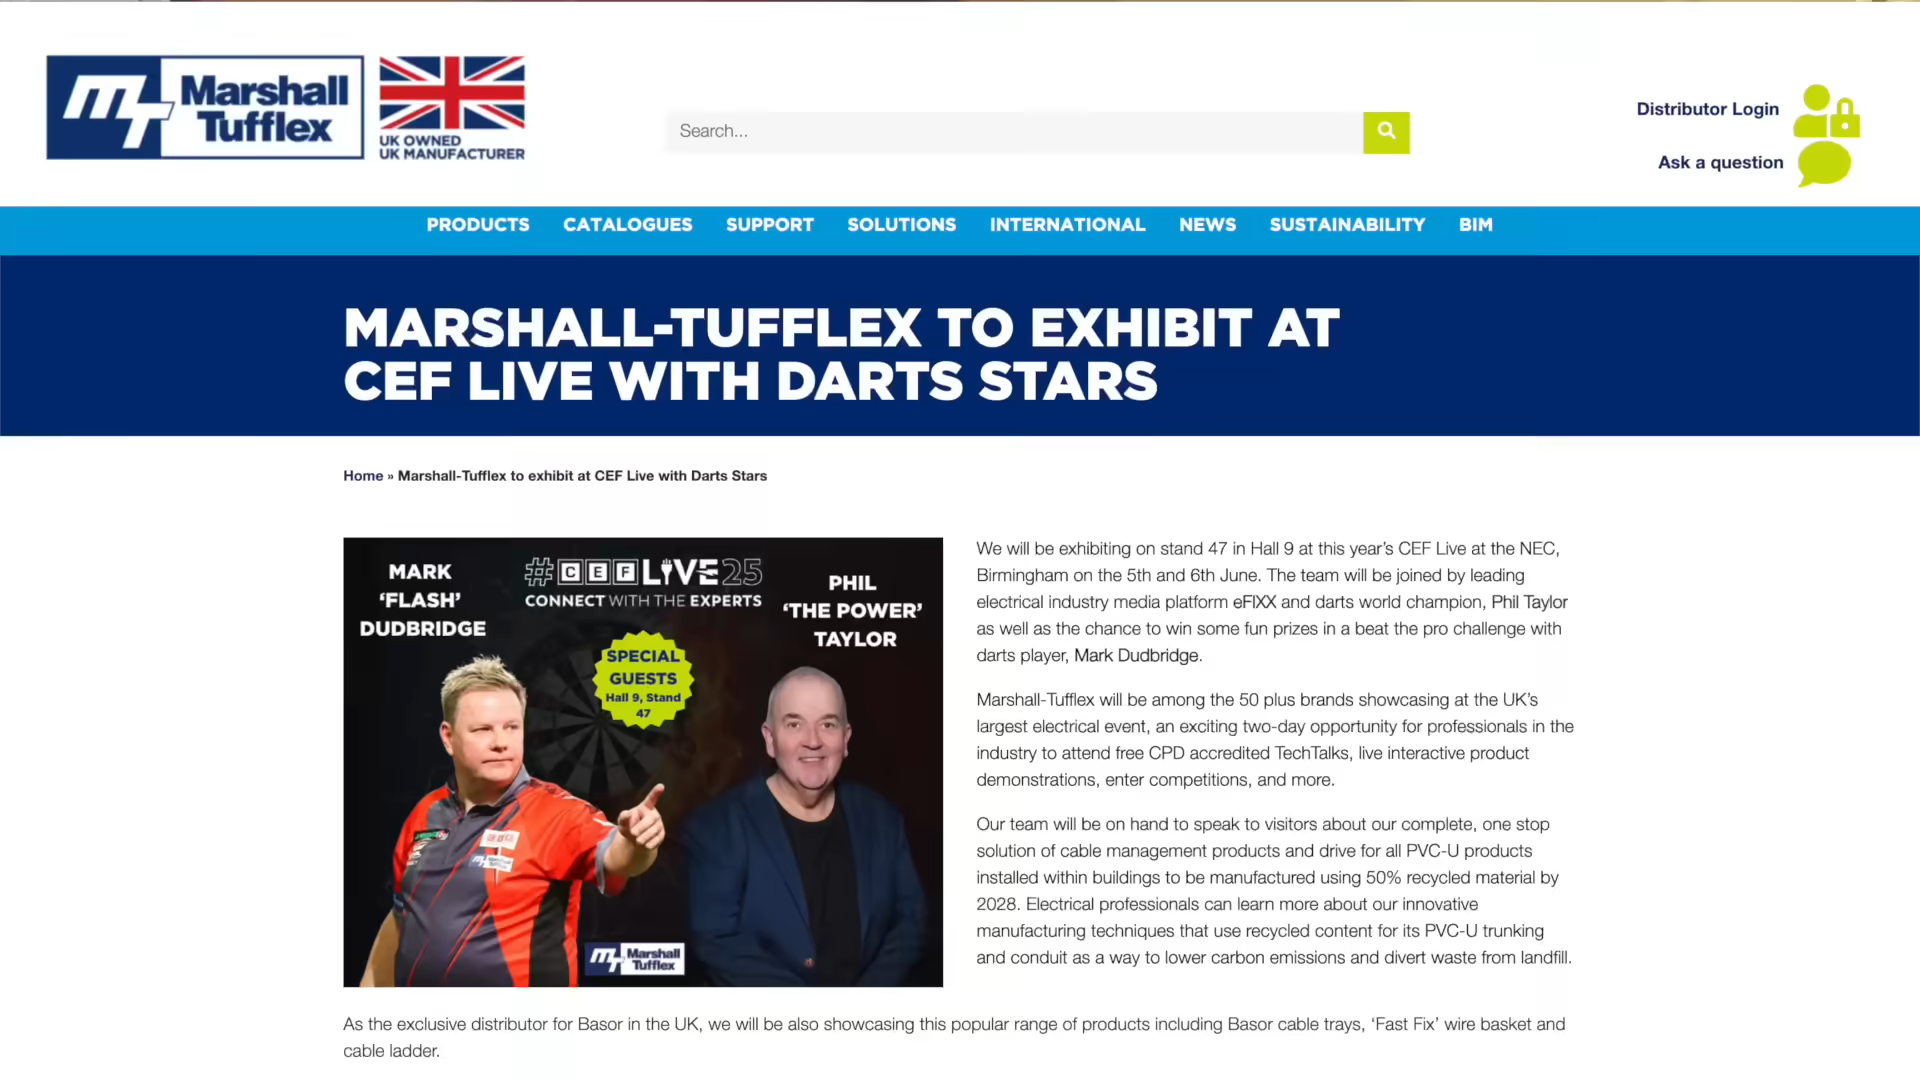 Marshall
Tufflex
UK OWNED
UK MANUFACTURER
Search...
Distributor Login
Ask a question
PRODUCTS CATALOGUES SUPPORT SOLUTIONS INTERNATIONAL NEWS SUSTAINABILITY BIM
MARSHALL-TUFFLEX TO EXHIBIT AT
CEF LIVE WITH DARTS STARS
Home » Marshall-Tufflex to exhibit at CEF Live with Darts Stars
MARK
‘FLASH’
DUDBRIDGE
#CEFLIVE25
CONNECT WITH THE EXPERTS
PHIL
‘THE POWER’
TAYLOR
SPECIAL
GUESTS
Hall 9, Stand
47
Marshall
Tufflex
We will be exhibiting on stand 47 in Hall 9 at this year’s CEF Live at the NEC,
Birmingham on the 5th and 6th June. The team will be joined by leading
electrical industry media platform eFIXX and darts world champion, Phil Taylor
as well as the chance to win some fun prizes in a beat the pro challenge with
darts player, Mark Dudbridge.
Marshall-Tufflex will be among the 50 plus brands showcasing at the UK’s
largest electrical event, an exciting two-day opportunity for professionals in the
industry to attend free CPD accredited TechTalks, live interactive product
demonstrations, enter competitions, and more.
Our team will be on hand to speak to visitors about our complete, one stop
solution of cable management products and drive for all PVC-U products
installed within buildings to be manufactured using 50% recycled material by
2028. Electrical professionals can learn more about our innovative
manufacturing techniques that use recycled content for its PVC-U trunking
and conduit as a way to lower carbon emissions and divert waste from landfill.
As the exclusive distributor for Basor in the UK, we will be also showcasing this popular range of products including Basor cable trays, ‘Fast Fix’ wire basket and
cable ladder.